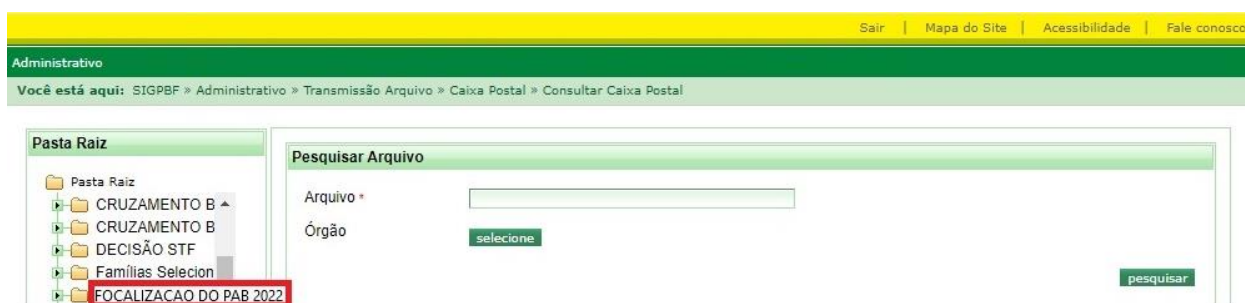 Sair | Mapa do Site | Acessibilidade | Fale conosco
Administrativo
Você está aqui: SIGPBF » Administrativo » Transmissão Arquivo » Caixa Postal » Consultar Caixa Postal
Pasta Raiz
Pasta Raiz
CRUZAMENTO B
CRUZAMENTO B
DECISÃO STF
Famílias Selecion
FOCALIZACAO DO PAB 2022
Pesquisar Arquivo
Arquivo *
Órgão
selecione
pesquisar